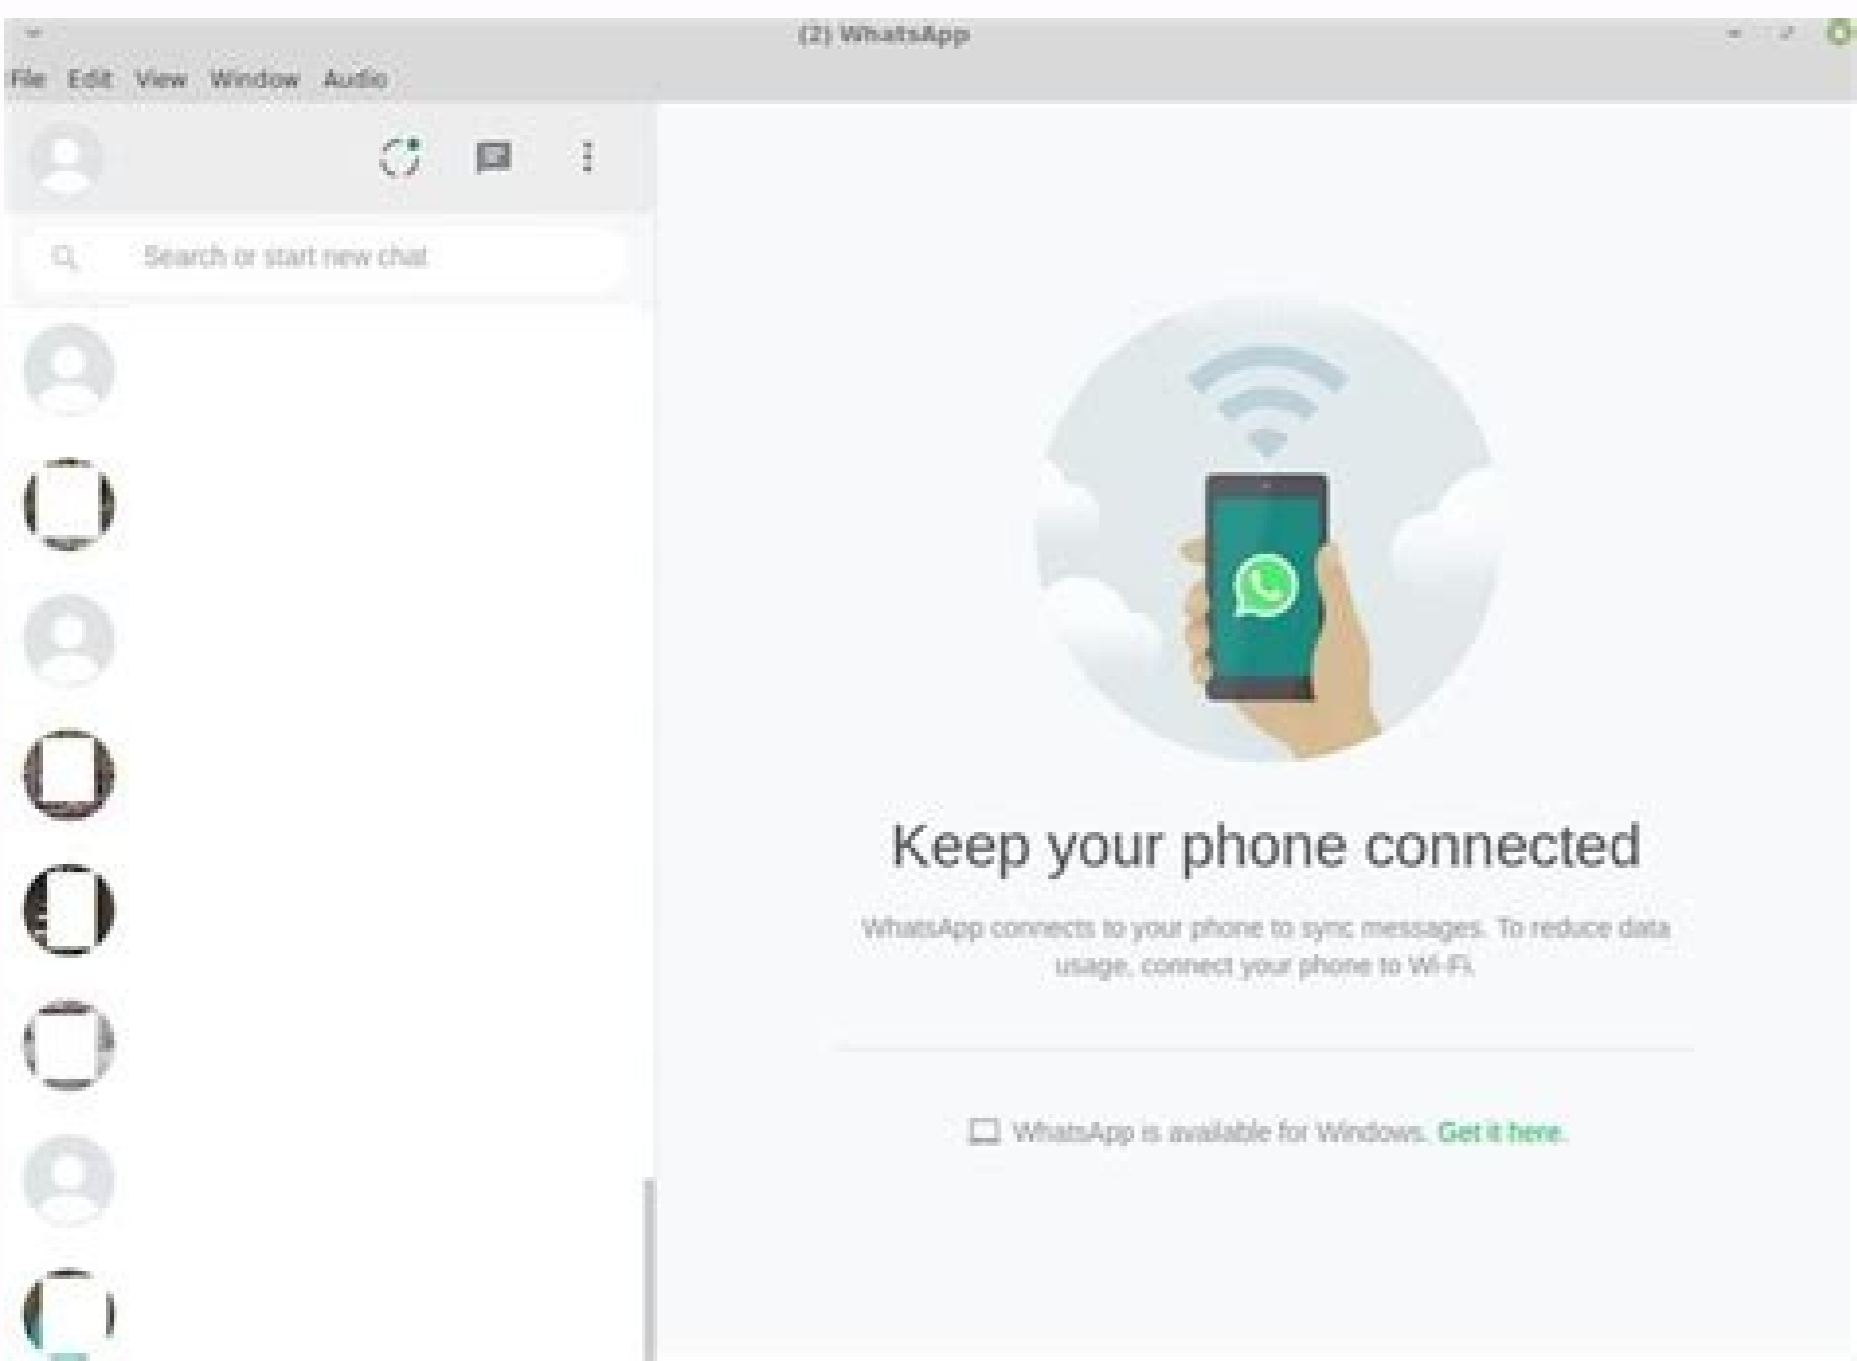 (2) WhatsApp
File Edit View Window Audio
Search or start new chat
Keep your phone connected
WhatsApp connects to your phone to sync messages. To reduce data
usage, connect your phone to Wi-Fi.
WhatsApp is available for Windows. Get it here.